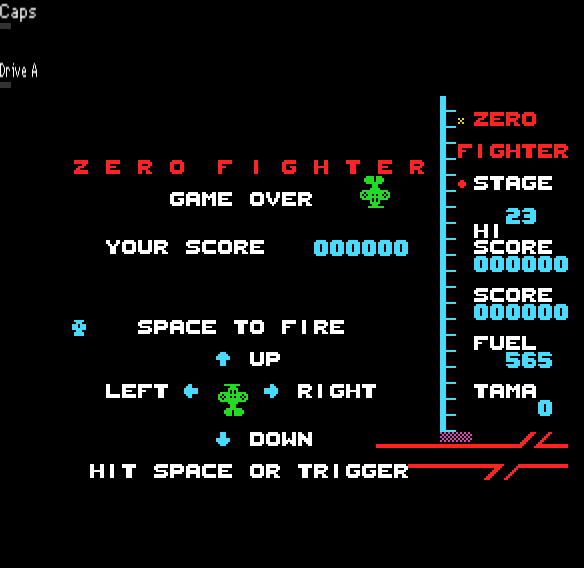 Caps
Drive A
ZERO FIGHTER
GAME OVER
YOUR SCORE 000000
SPACE TO FIRE
UP
LEFT RIGHT
DOWN
HIT SPACE OR TRIGGER
ZERO
FIGHTER
STAGE
23
HI
SCORE
000000
SCORE
000000
FUEL
565
TAMA
0